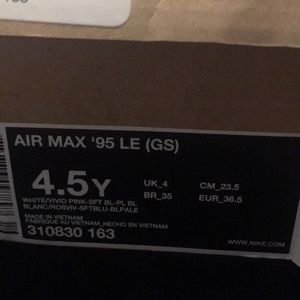 AIR MAX '95 LE (GS)
4.5Y UK_4 CM_23.5
BR_35 EUR_36.5
WHITE/VIVID PINK-SFT BL-PL BL
BLANC/ROSVIV-SFTBLU-BLPALE
MADE IN VIETNAM
FABRIQUE AU VIETNAM_HECHO EN VIETNAM
310830 163 WWW.NIKE.COM